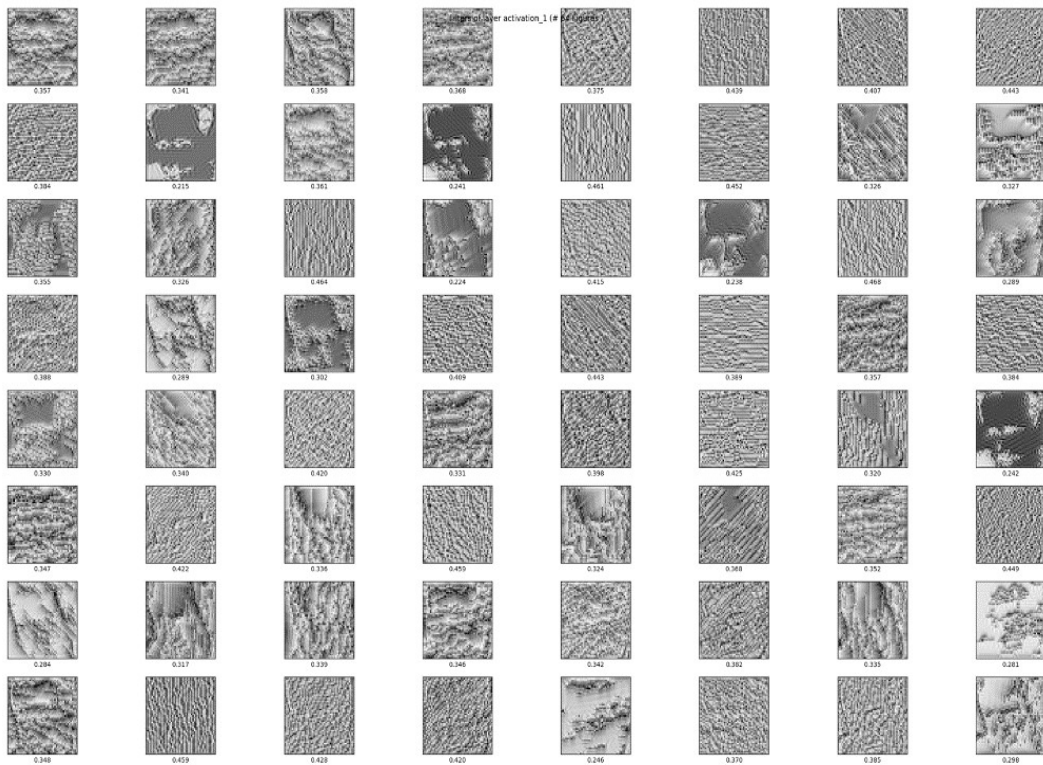 layer activation_1 (# 64
0.357 0.341 0.358 0.368 0.375 0.439 0.407 0.443
0.384 0.215 0.361 0.241 0.461 0.452 0.326 0.327
0.355 0.326 0.464 0.224 0.415 0.238 0.468 0.289
0.388 0.289 0.302 0.409 0.443 0.389 0.357 0.384
0.330 0.340 0.420 0.331 0.398 0.425 0.320 0.242
0.347 0.422 0.336 0.459 0.324 0.368 0.352 0.449
0.284 0.317 0.339 0.346 0.342 0.382 0.335 0.281
0.348 0.459 0.428 0.420 0.246 0.370 0.385 0.298